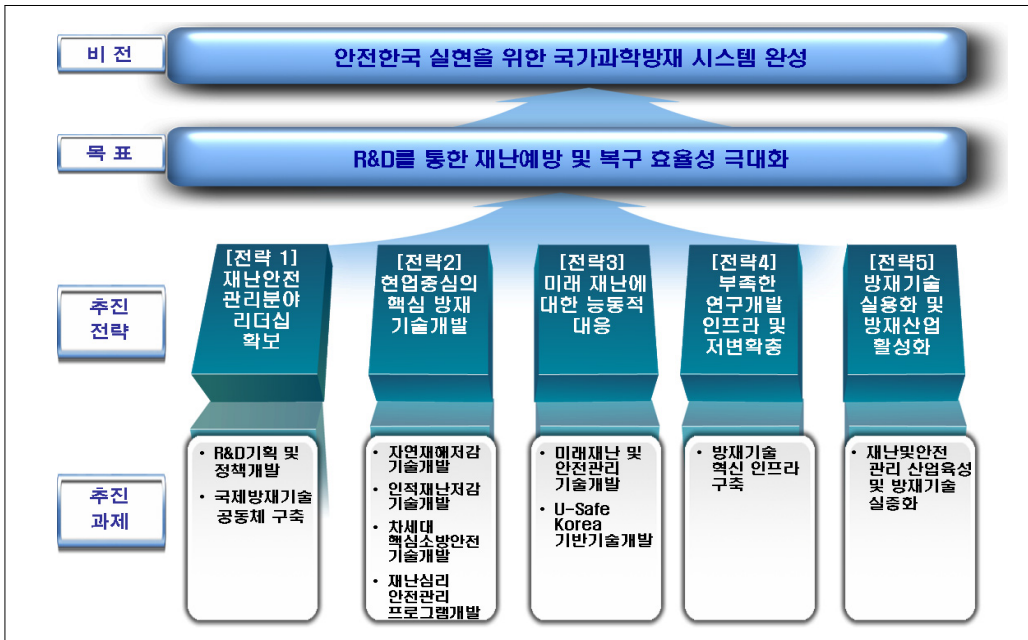 비 전
안전한국 실현을 위한 국가과학방재 시스템 완성
목 표
R&D를 통한 재난예방 및 복구 효율성 극대화
추진
전략
[전략 1]
재난안전
관리분야
리더십
확보
[전략2]
현업중심의
핵심 방재
기술개발
[전략3]
미래 재난에
대한 능동적
대응
[전략4]
부족한
연구개발
인프라 및
저변확충
[전략5]
방재기술
실용화 및
방재산업
활성화
추진
과제
• R&D기획 및
정책개발
• 국제방재기술
공동체 구축
• 자연재해저감
기술개발
• 인적재난저감
기술개발
• 차세대
핵심소방안전
기술개발
• 재난심리
안전관리
프로그램개발
• 미래재난 및
안전관리
기술개발
• U-Safe
Korea
기반기술개발
• 방재기술
혁신 인프라
구축
• 재난및안전
관리 산업육성
및 방재기술
실증화